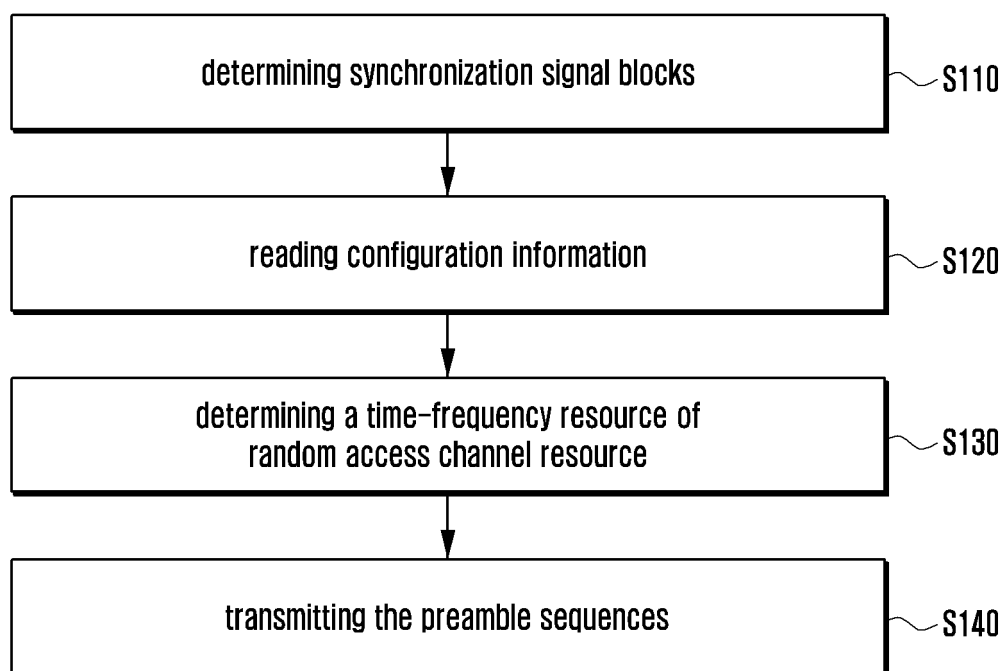 determining synchronization signal blocks
S110
reading configuration information
S120
determining a time-frequency resource of
random access channel resource
S130
transmitting the preamble sequences
S140